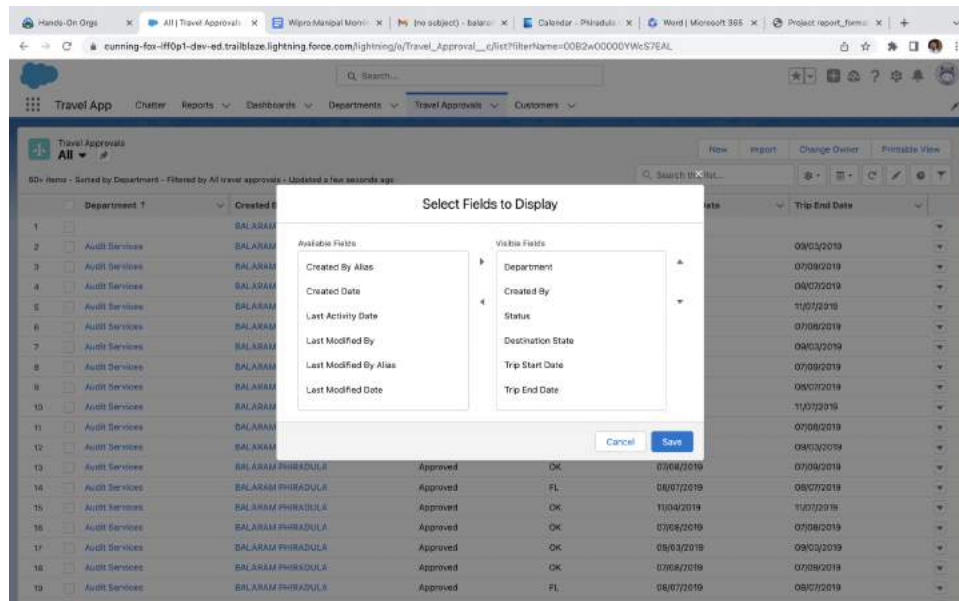 Hands-On Orgs
All | Travel Approvals
Wipro Manipal
(no subject) - balara
Calendar - Phiradula
Word | Microsoft 365
Project report_format
cunning-fox-iff0p1-dev-ed.trailblaze.lightning.force.com/lightning/o/Travel_Approval__c/list?filterName=00B2w00000YWcS7EAL
Search...
Travel App Chatter Reports Dashboards Departments Travel Approvals Customers
Travel Approvals
All
New Import Change Owner Printable View
50+ items - Sorted by Department - Filtered by All travel approvals - Updated a few seconds ago
Search this list...
Department ↑ Created B ate Trip End Date
Select Fields to Display
Available Fields Visible Fields
Created By Alias Department
Created Date Created By
Last Activity Date Status
Last Modified By Destination State
Last Modified By Alias Trip Start Date
Last Modified Date Trip End Date
Cancel Save
1 BALARAM
2 Audit Services BALARAM 09/03/2019
3 Audit Services BALARAM 07/09/2019
4 Audit Services BALARAM 08/07/2019
5 Audit Services BALARAM 11/07/2019
6 Audit Services BALARAM 07/08/2019
7 Audit Services BALARAM 09/03/2019
8 Audit Services BALARAM 07/09/2019
9 Audit Services BALARAM 08/07/2019
10 Audit Services BALARAM 11/07/2019
11 Audit Services BALARAM 07/08/2019
12 Audit Services BALARAM 09/03/2019
13 Audit Services BALARAM PHIRADULA Approved OK 07/08/2019 07/09/2019
14 Audit Services BALARAM PHIRADULA Approved FL 08/07/2019 08/07/2019
15 Audit Services BALARAM PHIRADULA Approved OK 11/04/2019 11/07/2019
16 Audit Services BALARAM PHIRADULA Approved OK 07/08/2019 07/08/2019
17 Audit Services BALARAM PHIRADULA Approved OK 09/03/2019 09/03/2019
18 Audit Services BALARAM PHIRADULA Approved OK 07/08/2019 07/09/2019
19 Audit Services BALARAM PHIRADULA Approved FL 08/07/2019 08/07/2019